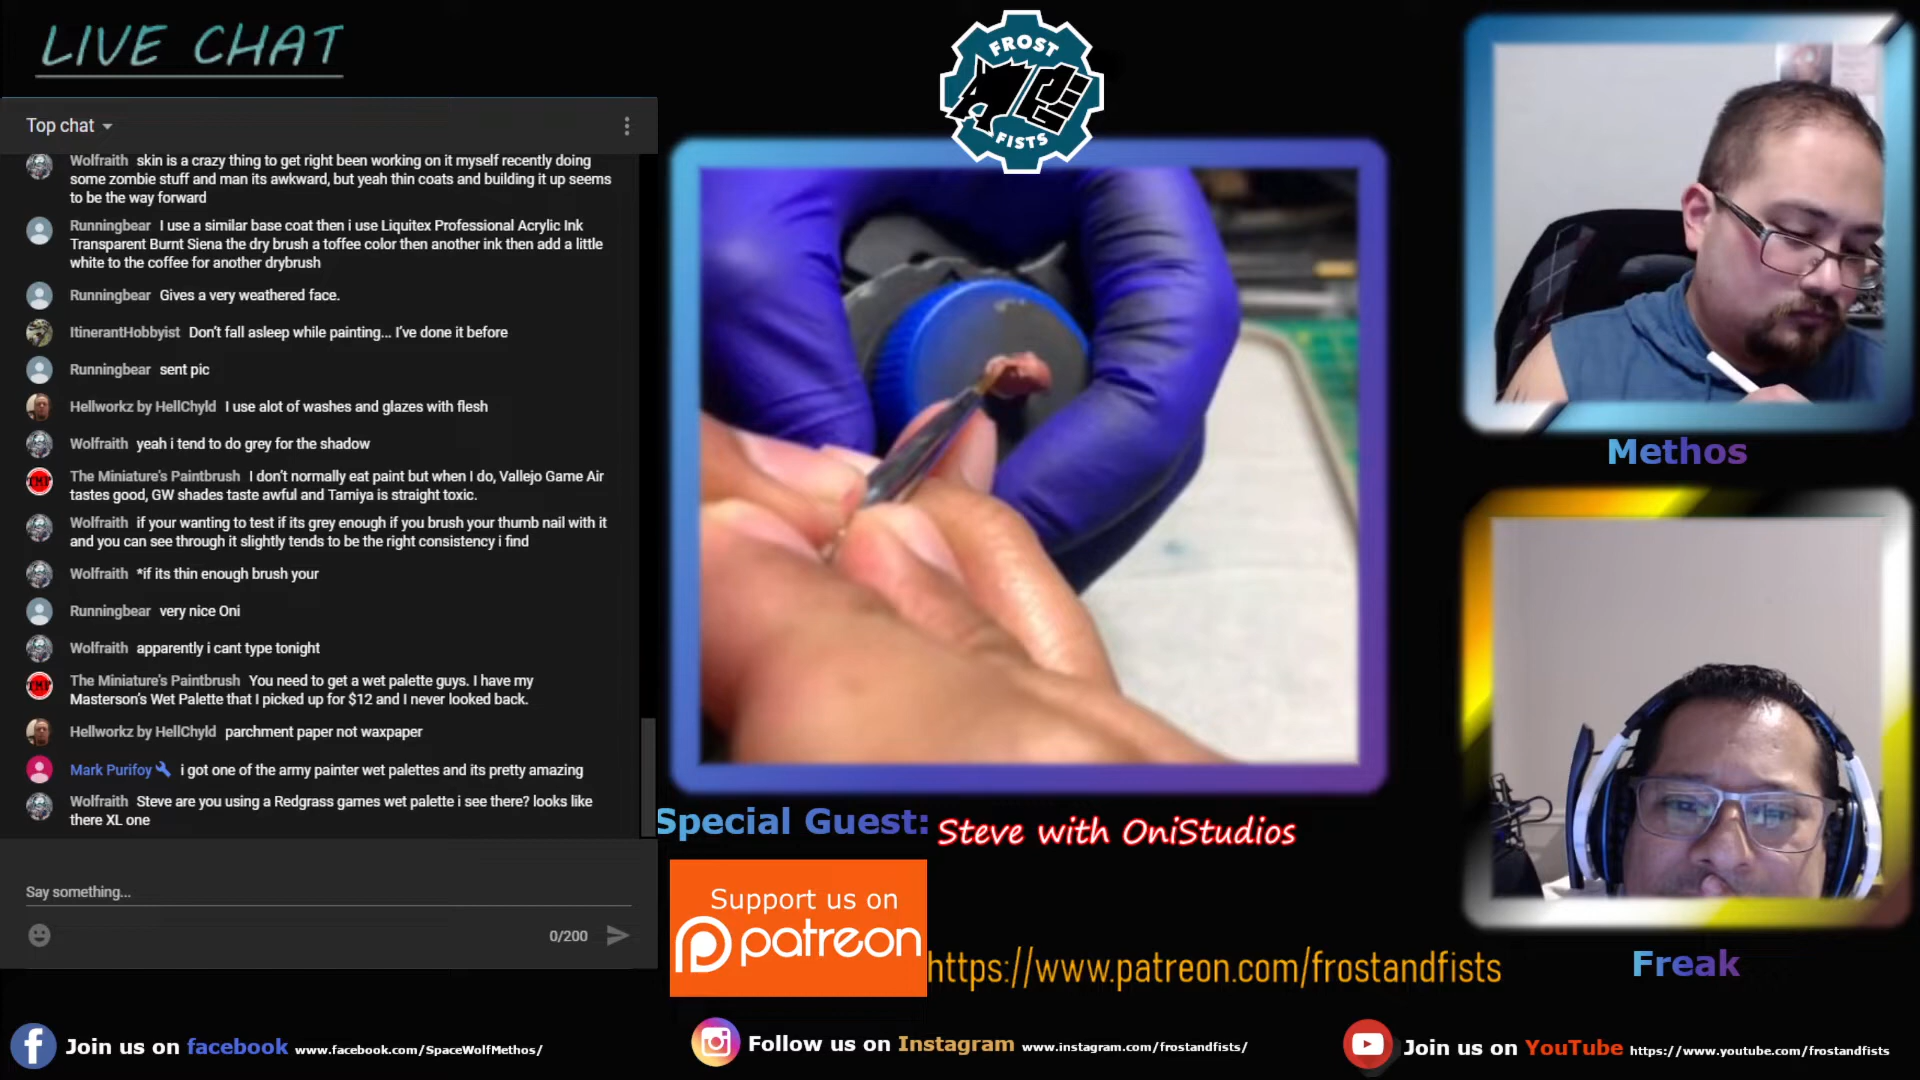 LIVE CHAT
Top chat
Wolfraith skin is a crazy thing to get right been working on it myself recently doing
some zombie stuff and man its awkward, but yeah thin coats and building it up seems
to be the way forward
Runningbear I use a similar base coat then i use Liquitex Professional Acrylic Ink
Transparent Burnt Siena the dry brush a toffee color then another ink then add a little
white to the coffee for another drybrush
Runningbear Gives a very weathered face.
ItinerantHobbyist Don't fall asleep while painting... I've done it before
Runningbear sent pic
Hellworkz by HellChyld I use alot of washes and glazes with flesh
Wolfraith yeah i tend to do grey for the shadow
The Miniature's Paintbrush I don't normally eat paint but when I do, Vallejo Game Air
tastes good, GW shades taste awful and Tamiya is straight toxic.
Wolfraith if your wanting to test if its grey enough if you brush your thumb nail with it
and you can see through it slightly tends to be the right consistency i find
Wolfraith *if its thin enough brush your
Runningbear very nice Oni
Wolfraith apparently i cant type tonight
The Miniature's Paintbrush You need to get a wet palette guys. I have my
Masterson's Wet Palette that I picked up for $12 and I never looked back.
Hellworkz by HellChyld parchment paper not waxpaper
Mark Purifoy i got one of the army painter wet palettes and its pretty amazing
Wolfraith Steve are you using a Redgrass games wet palette i see there? looks like
there XL one
Say something...
0/200
FROST
FISTS
Methos
Freak
Special Guest: Steve with OniStudios
Support us on
patreon
https://www.patreon.com/frostandfists
Join us on facebook www.facebook.com/SpaceWolfMethos/
Follow us on Instagram www.instagram.com/frostandfists/
Join us on YouTube https://www.youtube.com/frostandfists